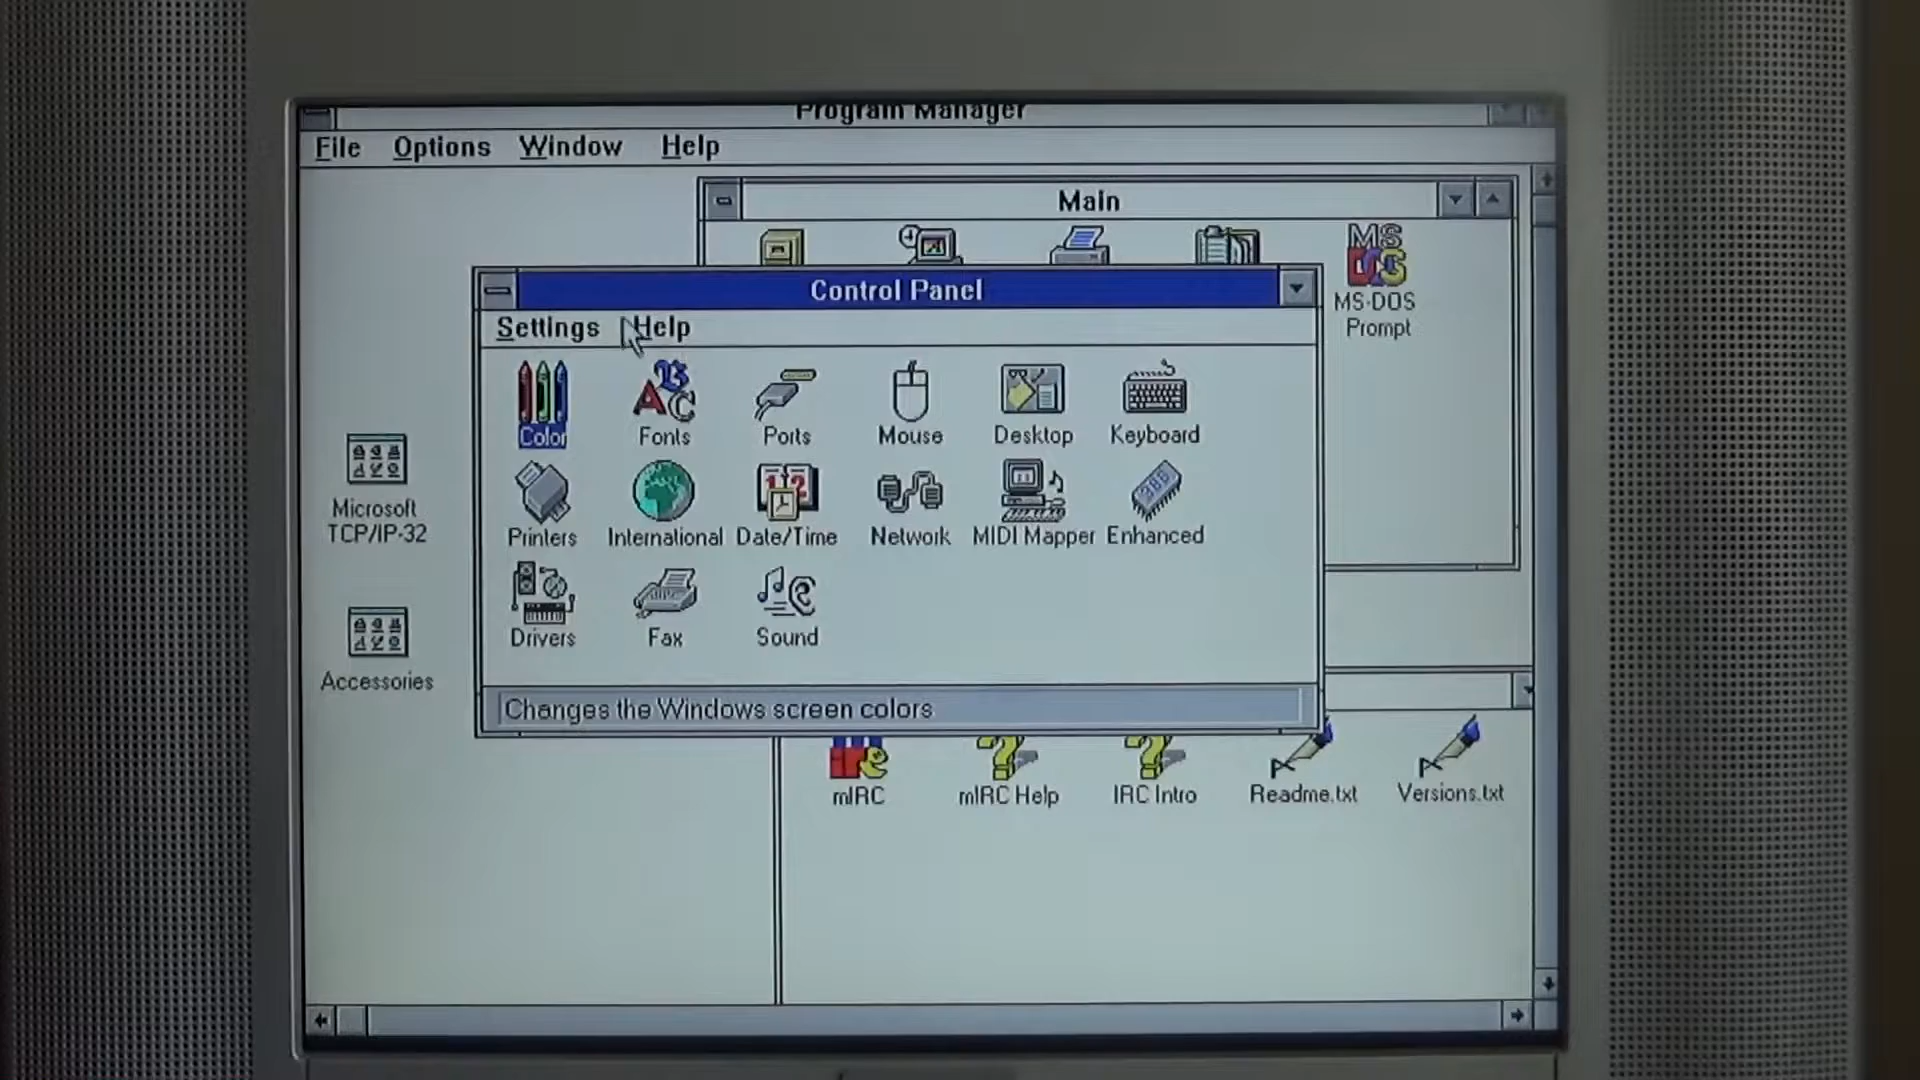 Program Manager
File Options Window Help
Main
MS-DOS
Prompt
Control Panel
Settings Help
Color Fonts Ports Mouse Desktop Keyboard
Printers International Date/Time Network MIDI Mapper Enhanced
386
Drivers Fax Sound
Changes the Windows screen colors
Microsoft
TCP/IP-32
Accessories
mIRC mIRC Help IRC Intro Readme.txt Versions.txt